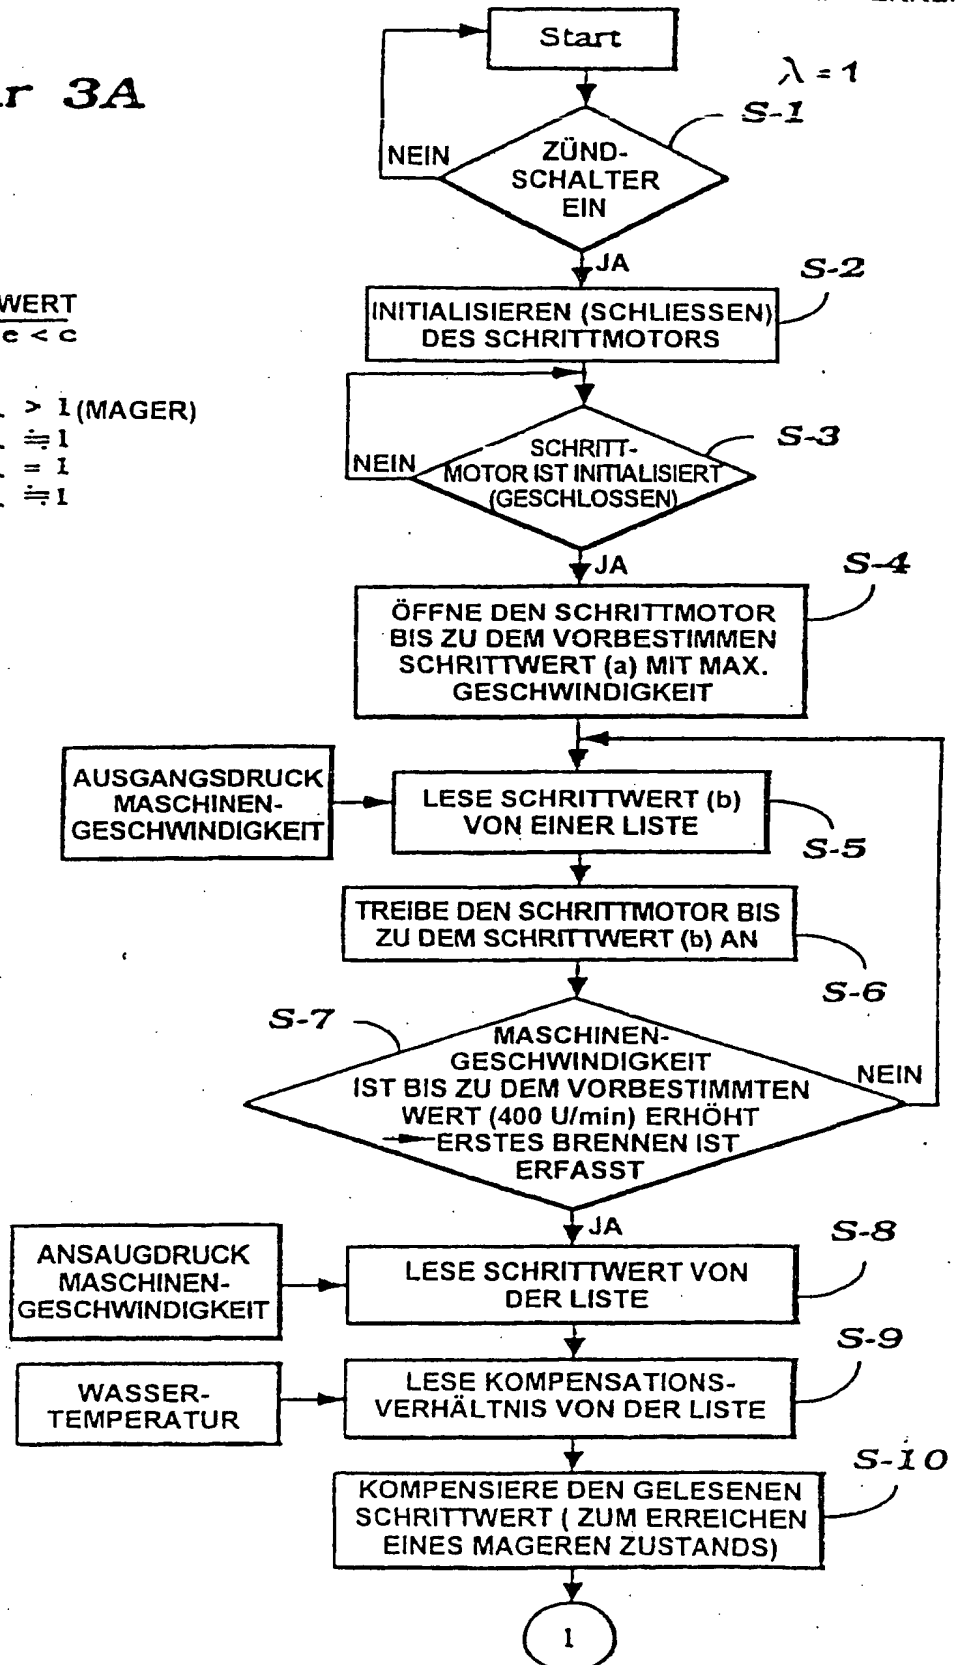 Start
3A
λ = 1
S-1
NEIN
ZÜND-
SCHALTER
EIN
JA
S-2
WERT
e < c
INITIALISIEREN (SCHLIESSEN)
DES SCHRITTMOTORS
> 1 (MAGER)
≒ 1
= 1
≒ 1
S-3
NEIN
SCHRITT-
MOTOR IST INITIALISIERT
(GESCHLOSSEN)
JA
S-4
ÖFFNE DEN SCHRITTMOTOR
BIS ZU DEM VORBESTIMMEN
SCHRITTWERT (a) MIT MAX.
GESCHWINDIGKEIT
AUSGANGSDRUCK
MASCHINEN-
GESCHWINDIGKEIT
LESE SCHRITTWERT (b)
VON EINER LISTE
S-5
TREIBE DEN SCHRITTMOTOR BIS
ZU DEM SCHRITTWERT (b) AN
S-6
S-7
MASCHINEN-
GESCHWINDIGKEIT
IST BIS ZU DEM VORBESTIMMTEN
WERT (400 U/min) ERHÖHT
→ ERSTES BRENNEN IST
ERFASST
NEIN
JA
S-8
ANSAUGDRUCK
MASCHINEN-
GESCHWINDIGKEIT
LESE SCHRITTWERT VON
DER LISTE
S-9
WASSER-
TEMPERATUR
LESE KOMPENSATIONS-
VERHÄLTNIS VON DER LISTE
S-10
KOMPENSIERE DEN GELESENEN
SCHRITTWERT ( ZUM ERREICHEN
EINES MAGEREN ZUSTANDS)
1